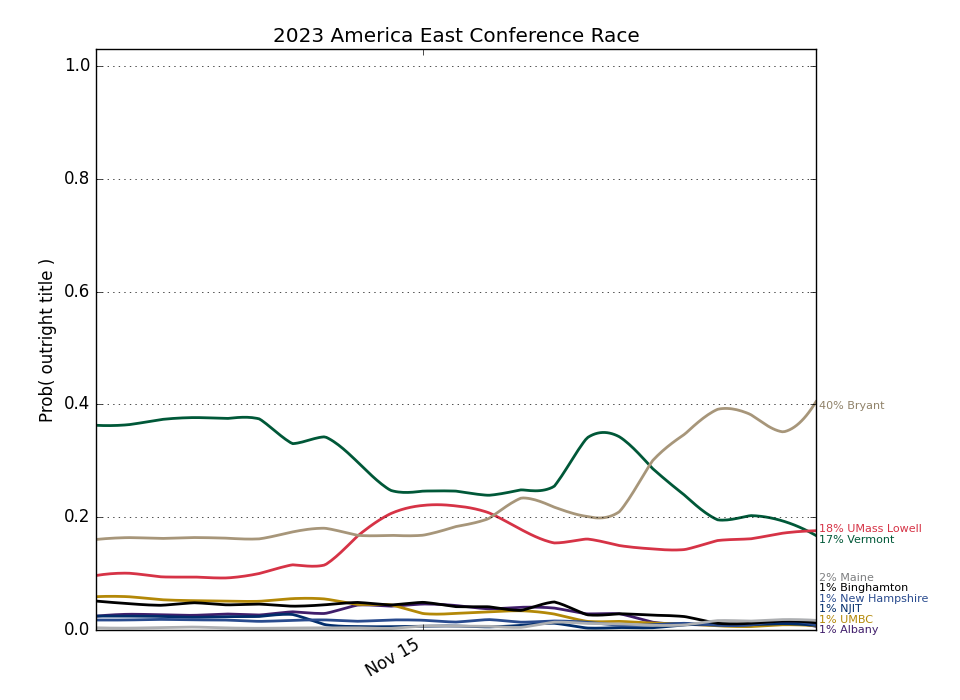 2023 America East Conference Race
Prob( outright title )
1.0
0.8
0.6
0.4
0.2
0.0
Nov 15
40% Bryant
18% UMass Lowell
17% Vermont
2% Maine
1% Binghamton
1% New Hampshire
1% NJIT
1% UMBC
1% Albany